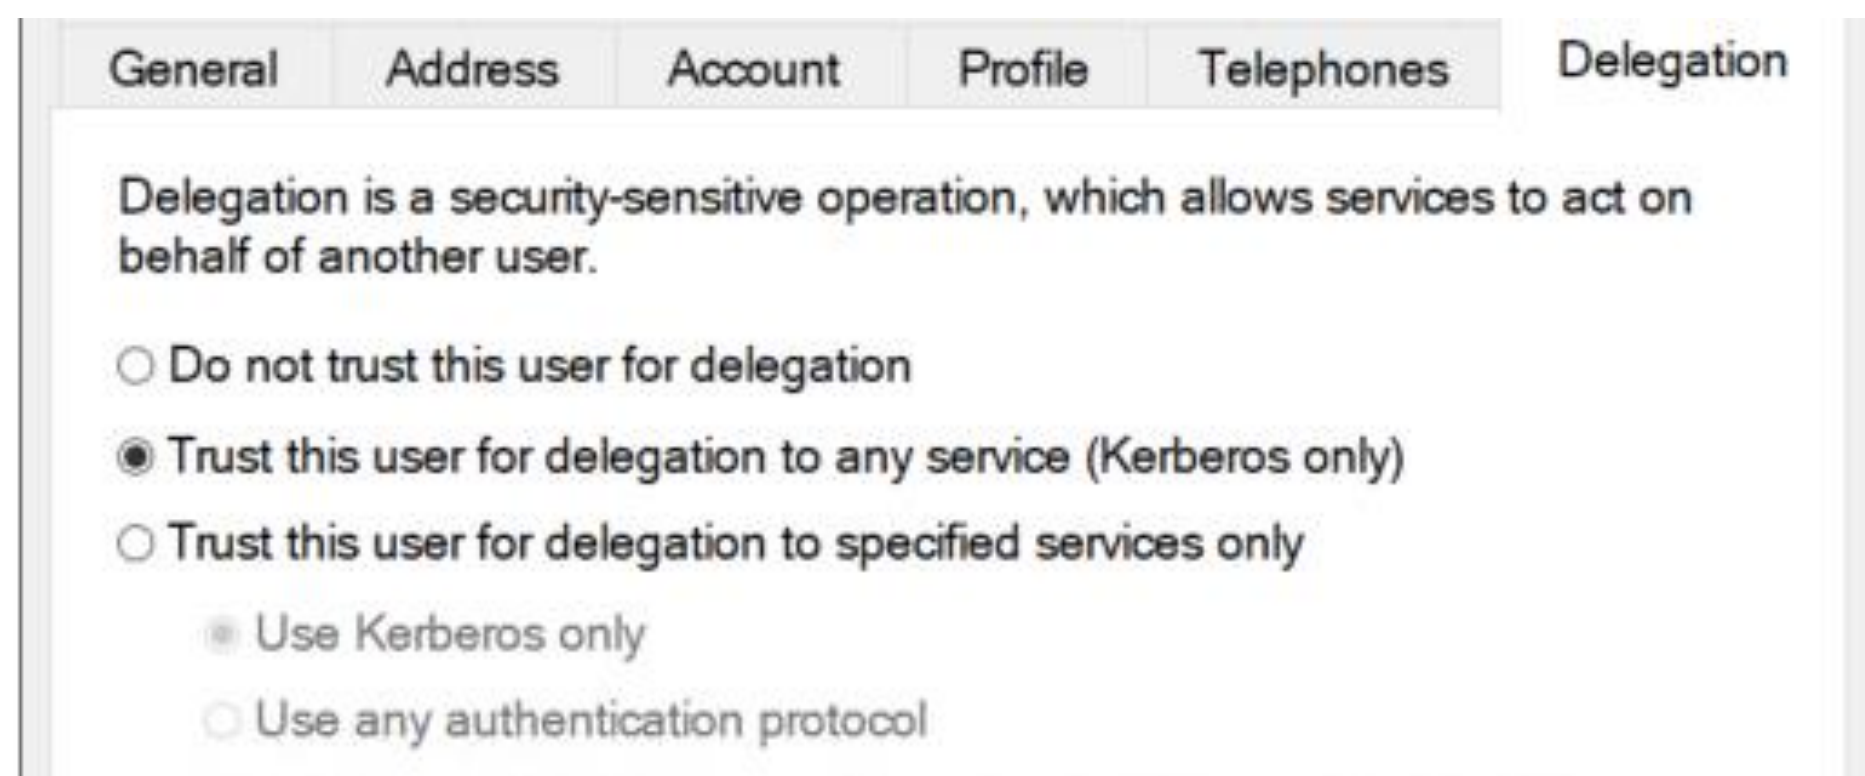 General Address Account Profile Telephones Delegation
Delegation is a security-sensitive operation, which allows services to act on
behalf of another user.
Do not trust this user for delegation
Trust this user for delegation to any service (Kerberos only)
Trust this user for delegation to specified services only
Use Kerberos only
Use any authentication protocol